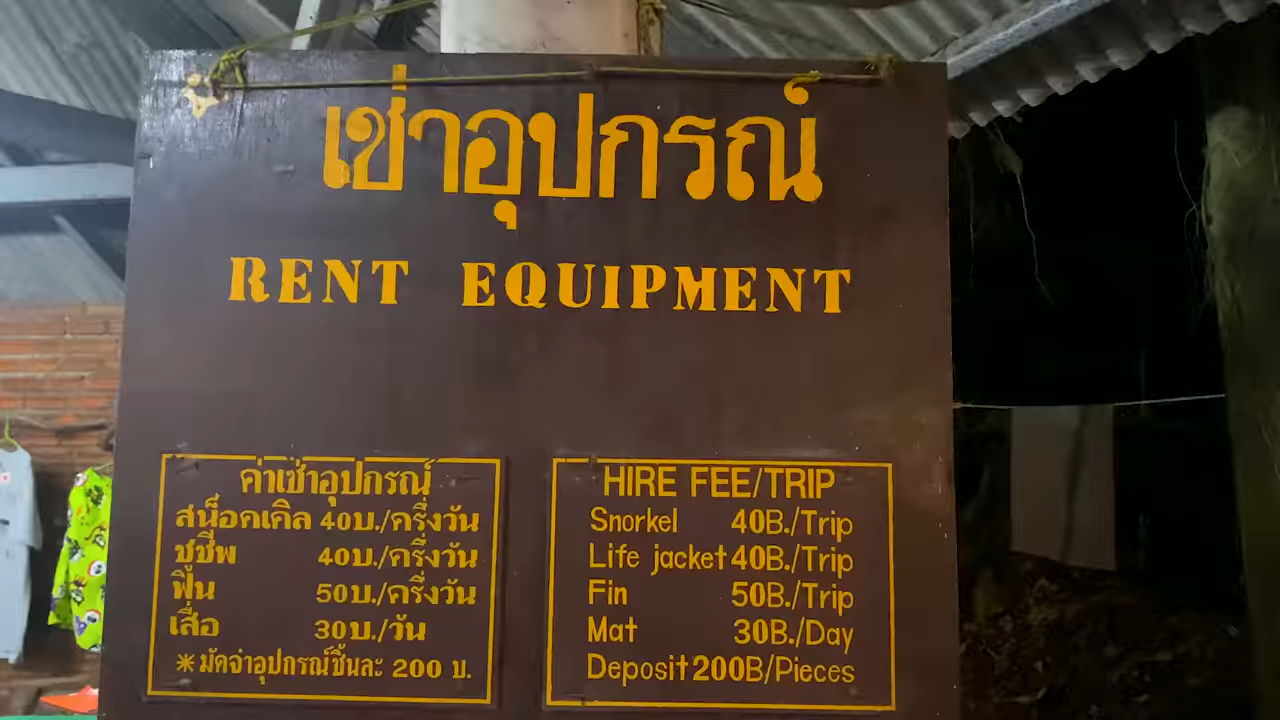 เช่าอุปกรณ์
RENT EQUIPMENT
ค่าเช่าอุปกรณ์
สน็อคเคิล 40บ./ครึ่งวัน
ชูชีพ 40บ./ครึ่งวัน
ฟิน 50บ./ครึ่งวัน
เสื่อ 30บ./วัน
*มัดจำอุปกรณ์ชิ้นละ 200 บ.
HIRE FEE/TRIP
Snorkel 40B./Trip
Life jacket 40B./Trip
Fin 50B./Trip
Mat 30B./Day
Deposit 200B/Pieces